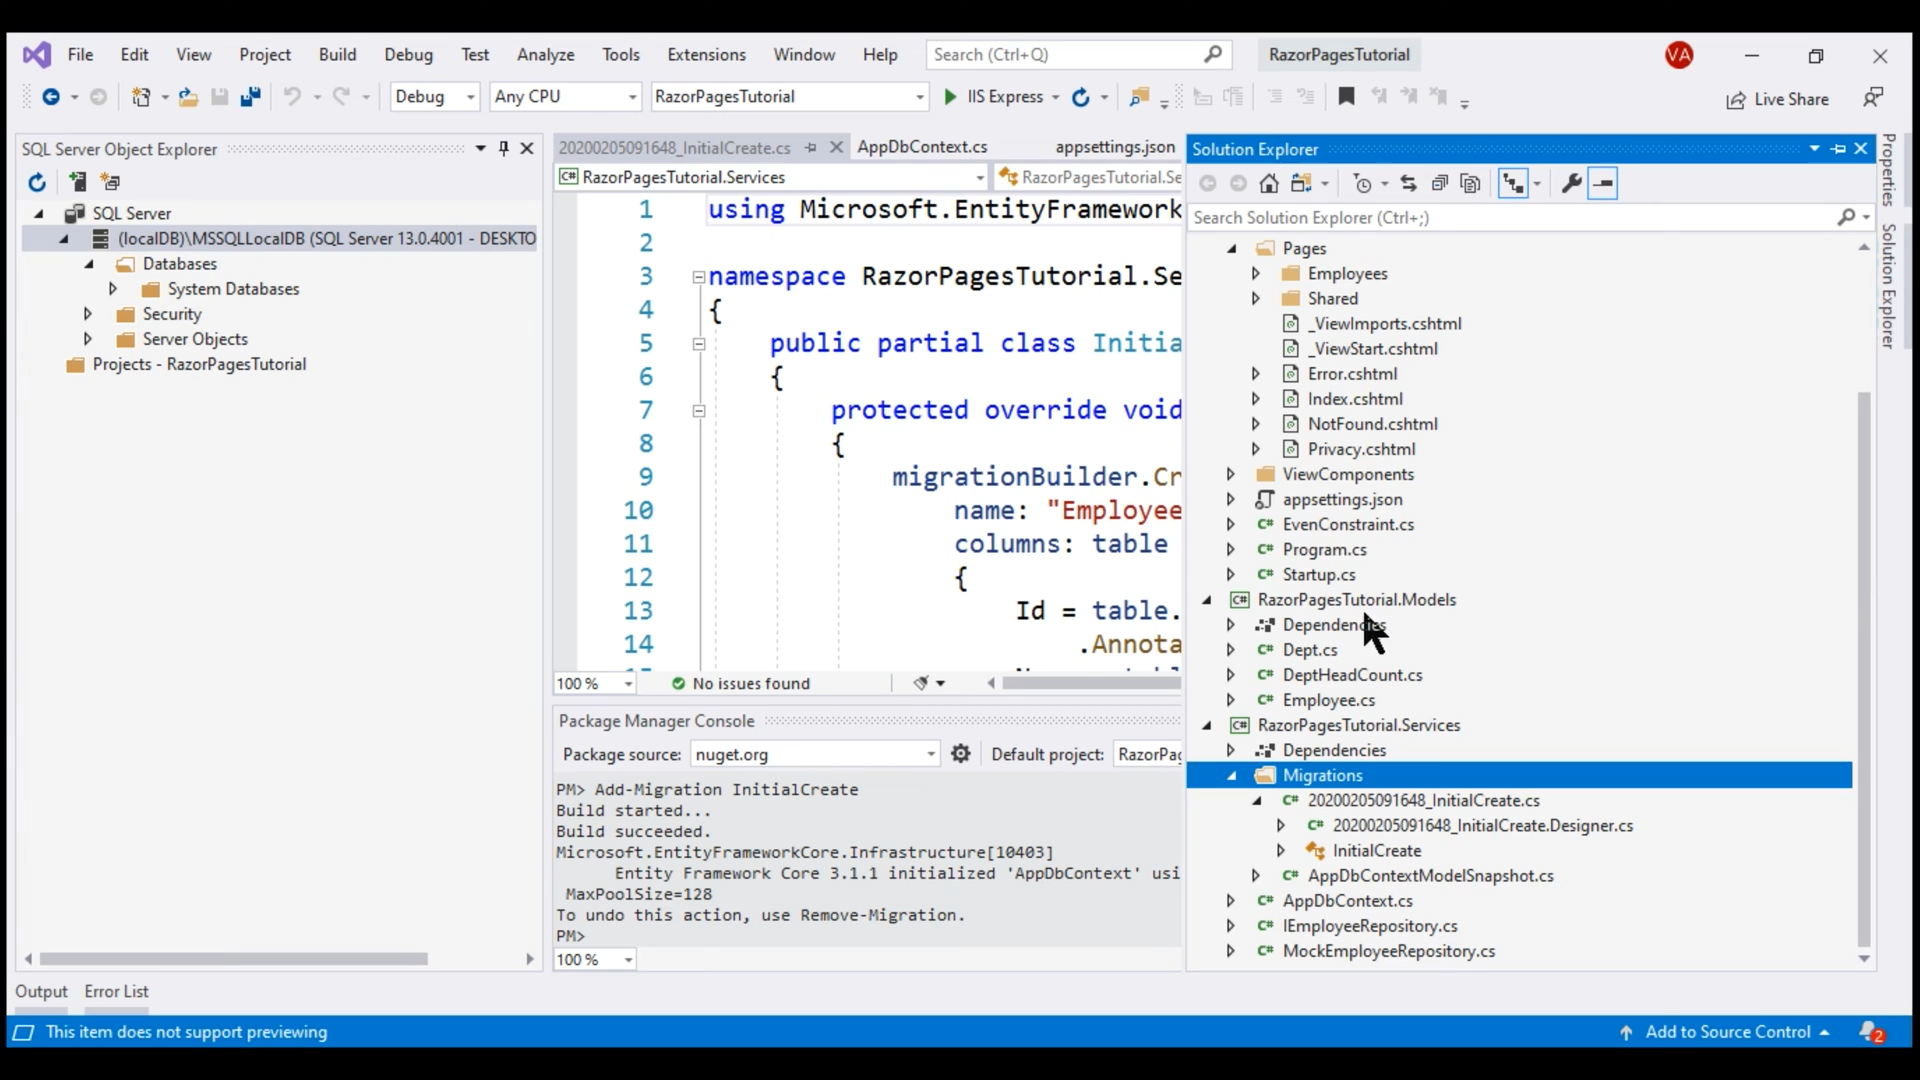 File Edit View Project Build Debug Test Analyze Tools Extensions Window Help Search (Ctrl+Q) RazorPagesTutorial VA
Debug Any CPU RazorPagesTutorial IIS Express Live Share
SQL Server Object Explorer
SQL Server
(localDB)\MSSQLLocalDB (SQL Server 13.0.4001 - DESKTO
Databases
System Databases
Security
Server Objects
Projects - RazorPagesTutorial
20200205091648_InitialCreate.cs AppDbContext.cs appsettings.json
C# RazorPagesTutorial.Services RazorPagesTutorial.Se
1 using Microsoft.EntityFramework
2
3 namespace RazorPagesTutorial.Se
4 {
5 public partial class Initia
6 {
7 protected override void
8 {
9 migrationBuilder.Cr
10 name: "Employee
11 columns: table
12 {
13 Id = table.
14 .Annota
100 % No issues found
Package Manager Console
Package source: nuget.org Default project: RazorPag
PM> Add-Migration InitialCreate
Build started...
Build succeeded.
Microsoft.EntityFrameworkCore.Infrastructure[10403]
Entity Framework Core 3.1.1 initialized 'AppDbContext' usi
MaxPoolSize=128
To undo this action, use Remove-Migration.
PM>
100 %
Solution Explorer
Search Solution Explorer (Ctrl+;)
Pages
Employees
Shared
_ViewImports.cshtml
_ViewStart.cshtml
Error.cshtml
Index.cshtml
NotFound.cshtml
Privacy.cshtml
ViewComponents
appsettings.json
C# EvenConstraint.cs
C# Program.cs
C# Startup.cs
C# RazorPagesTutorial.Models
Dependencies
C# Dept.cs
C# DeptHeadCount.cs
C# Employee.cs
C# RazorPagesTutorial.Services
Dependencies
Migrations
C# 20200205091648_InitialCreate.cs
C# 20200205091648_InitialCreate.Designer.cs
InitialCreate
C# AppDbContextModelSnapshot.cs
C# AppDbContext.cs
C# IEmployeeRepository.cs
C# MockEmployeeRepository.cs
Properties
Solution Explorer
Output Error List
This item does not support previewing Add to Source Control 2